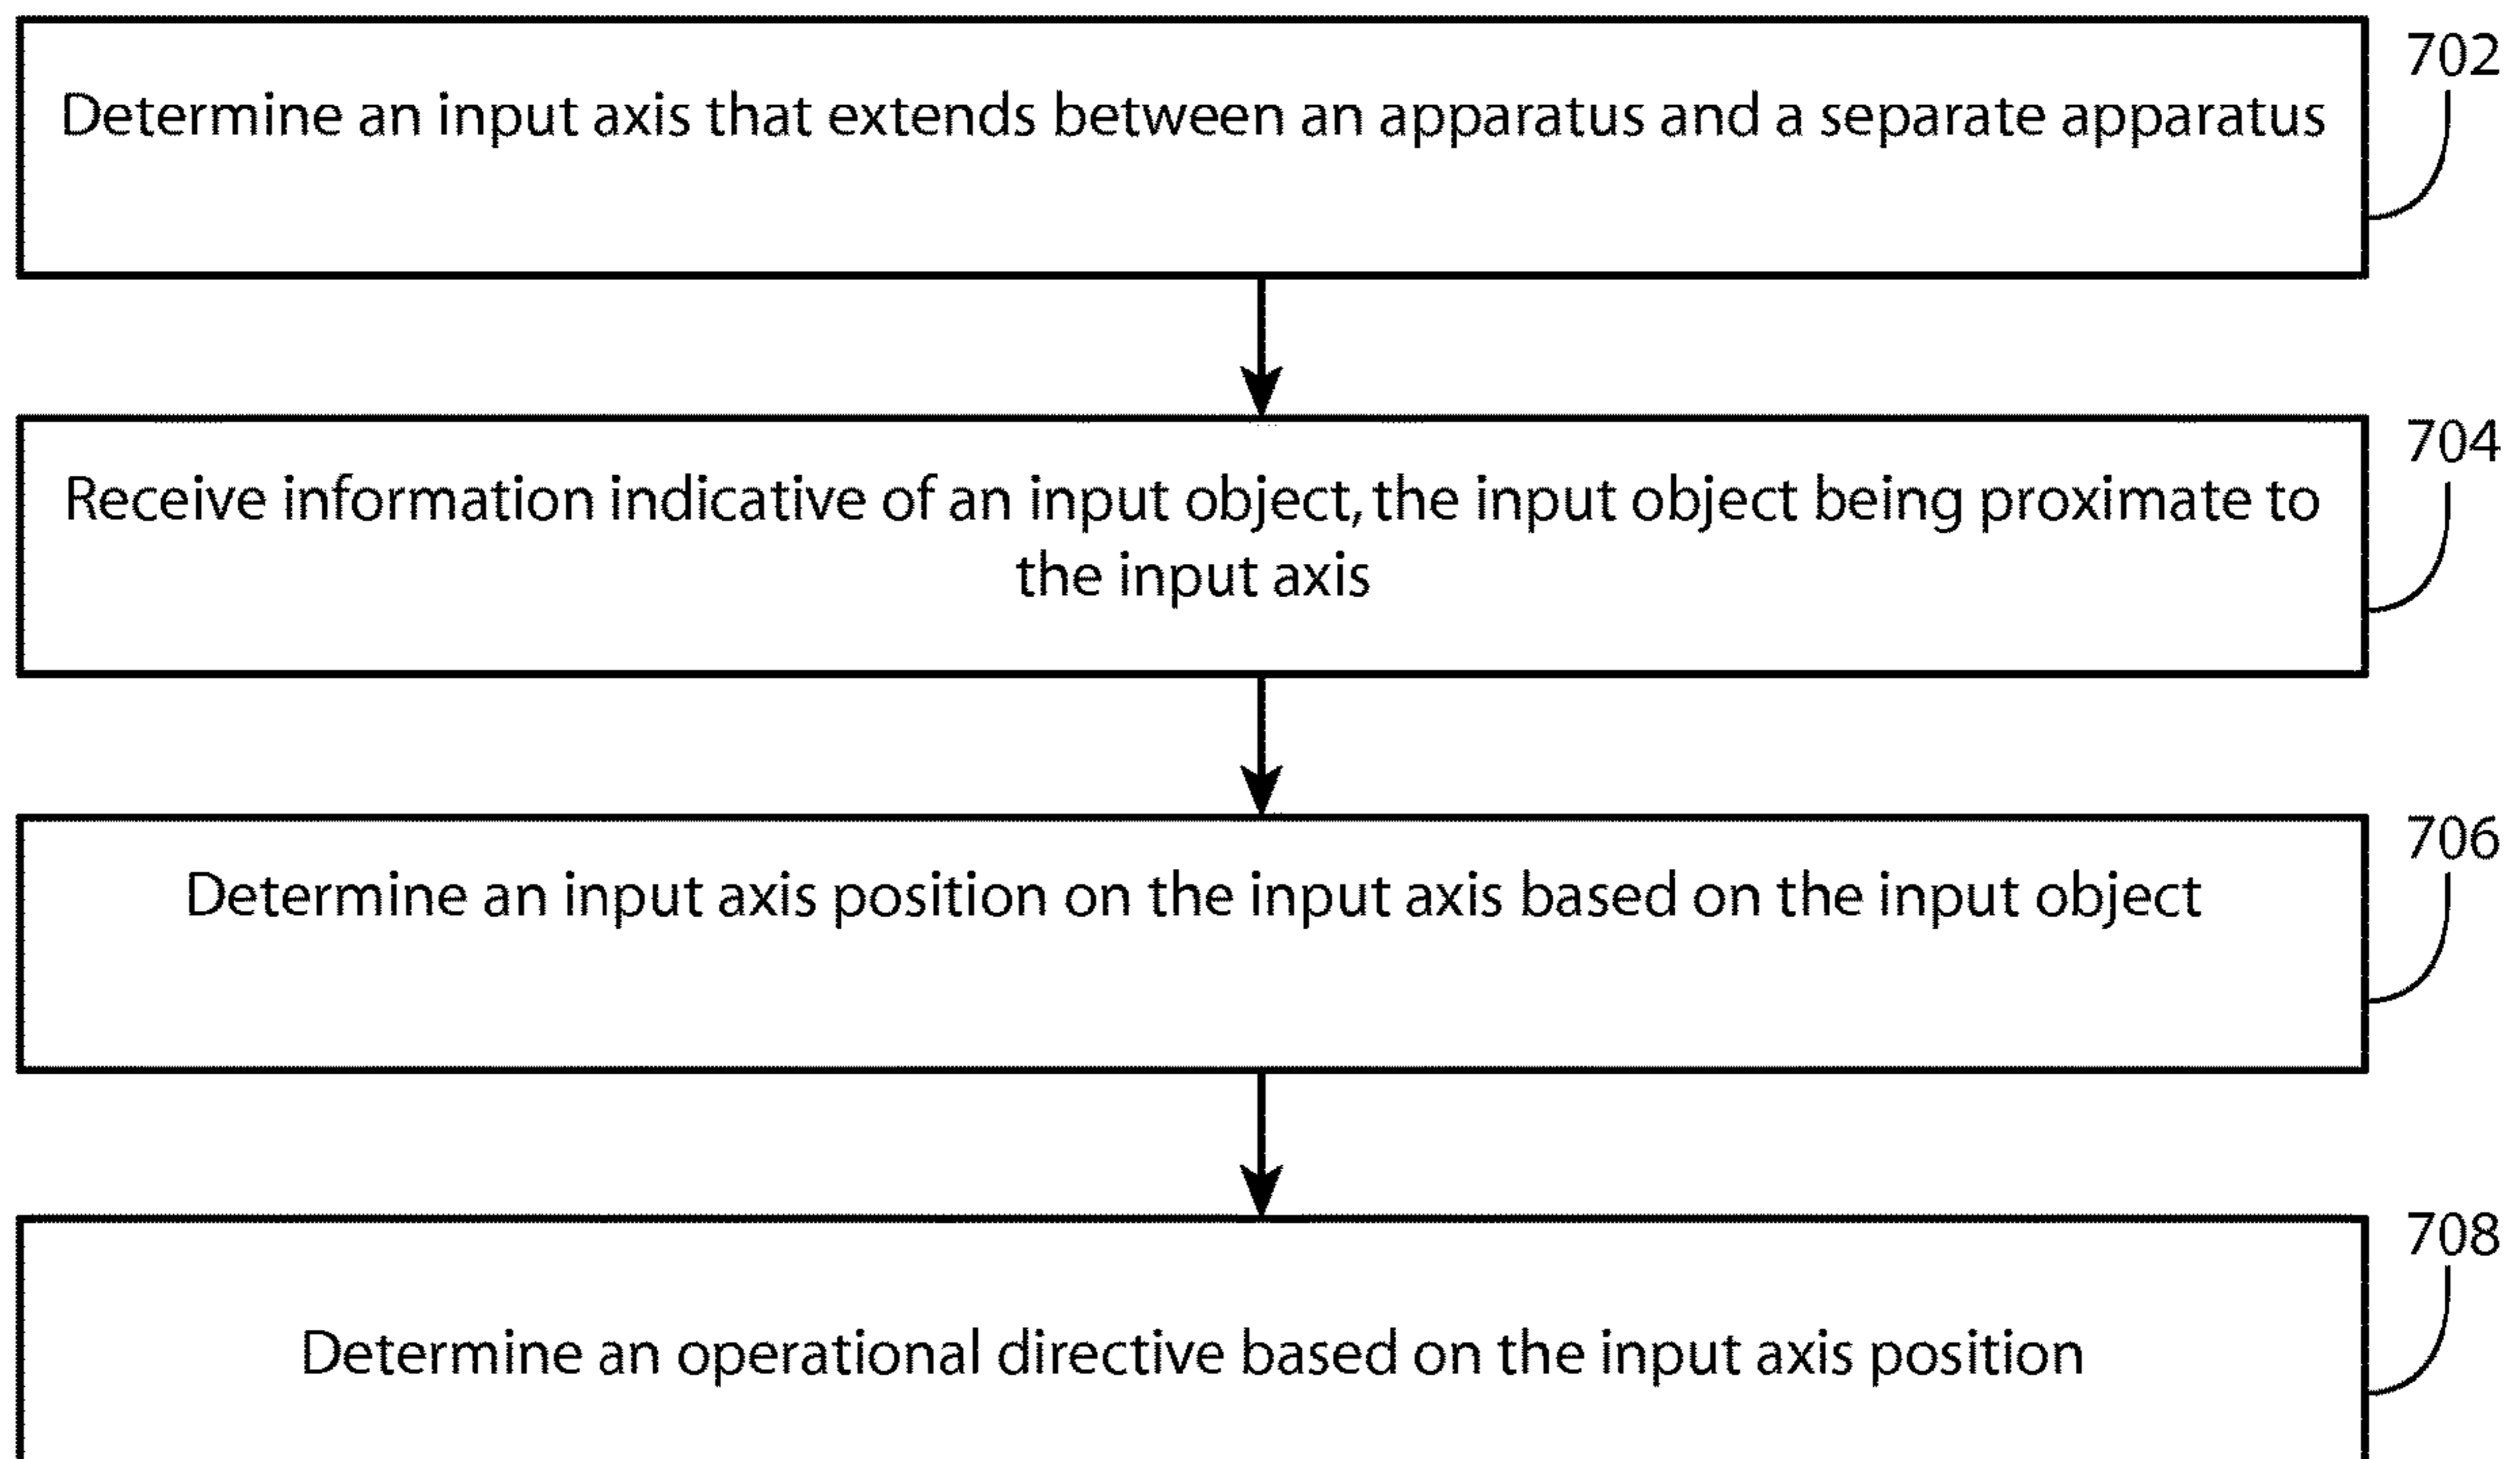 702
Determine an input axis that extends between an apparatus and a separate apparatus
704
Receive information indicative of an input object, the input object being proximate to
the input axis
706
Determine an input axis position on the input axis based on the input object
708
Determine an operational directive based on the input axis position